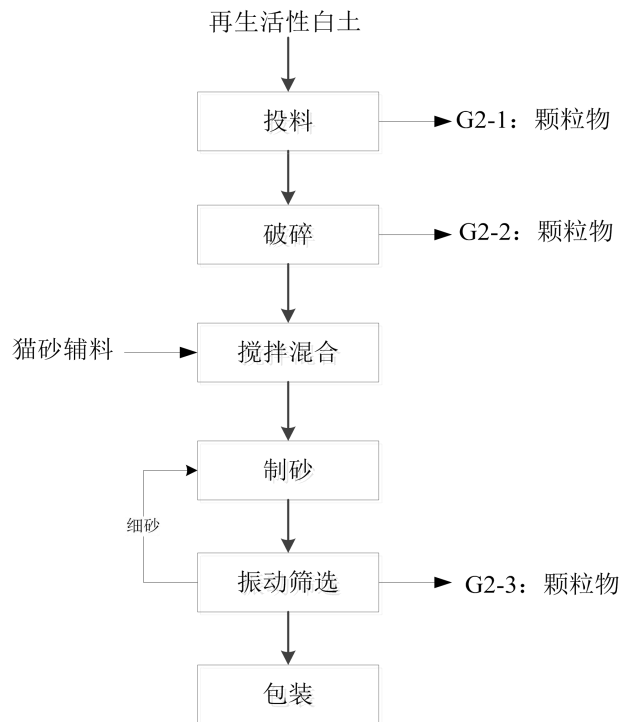 再生活性白土
投料
G2-1：颗粒物
破碎
G2-2：颗粒物
猫砂辅料
搅拌混合
制砂
细砂
振动筛选
G2-3：颗粒物
包装